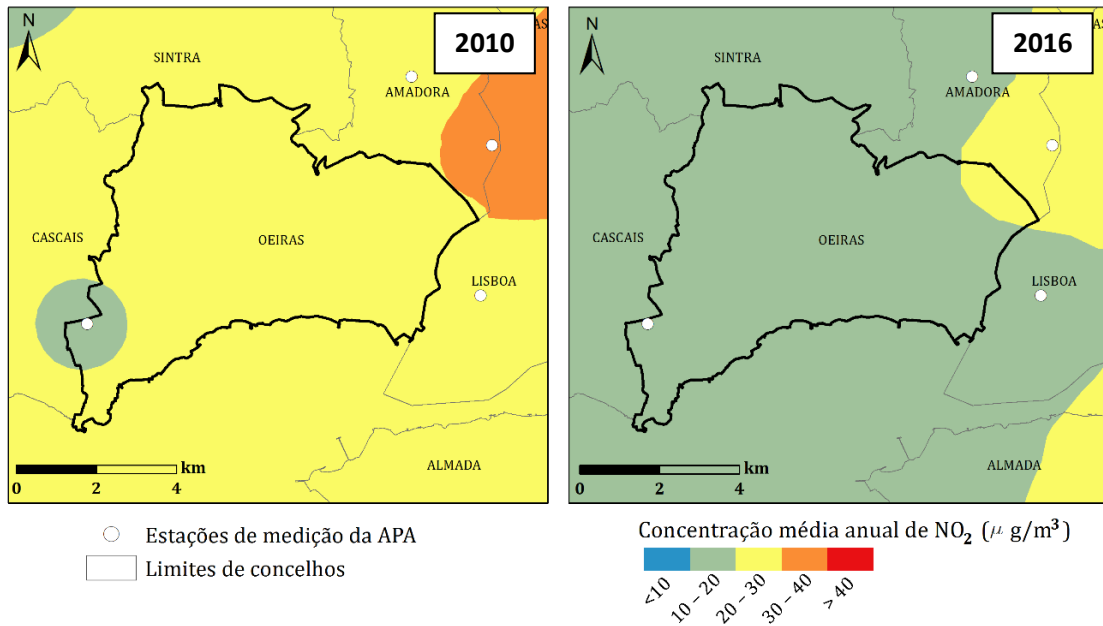 N
SINTRA
2010
AMADORA
CASCAIS
OEIRAS
LISBOA
ALMADA
km
0 2 4
N
SINTRA
2016
AMADORA
CASCAIS
OEIRAS
LISBOA
ALMADA
km
0 2 4
Estações de medição da APA
Limites de concelhos
Concentração média anual de NO₂ (μ g/m³)
<10 10 – 20 20 – 30 30 – 40 > 40